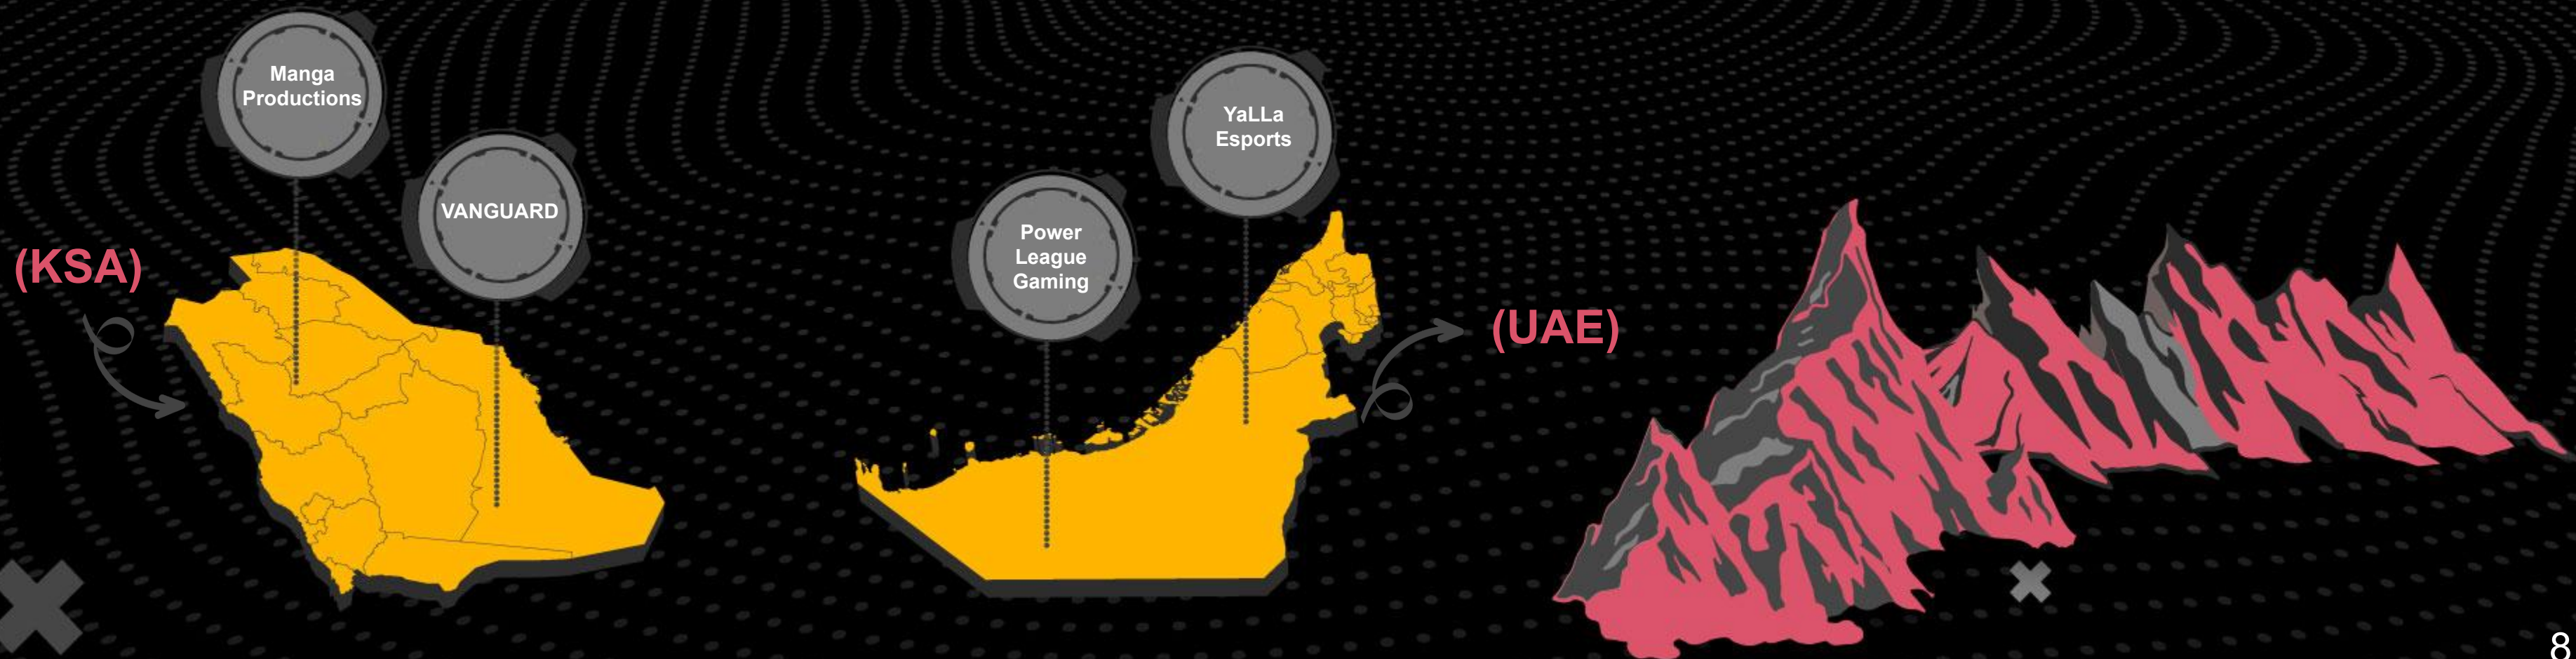 Manga
Productions
VANGUARD
(KSA)
Power
League
Gaming
YaLLa
Esports
(UAE)
8